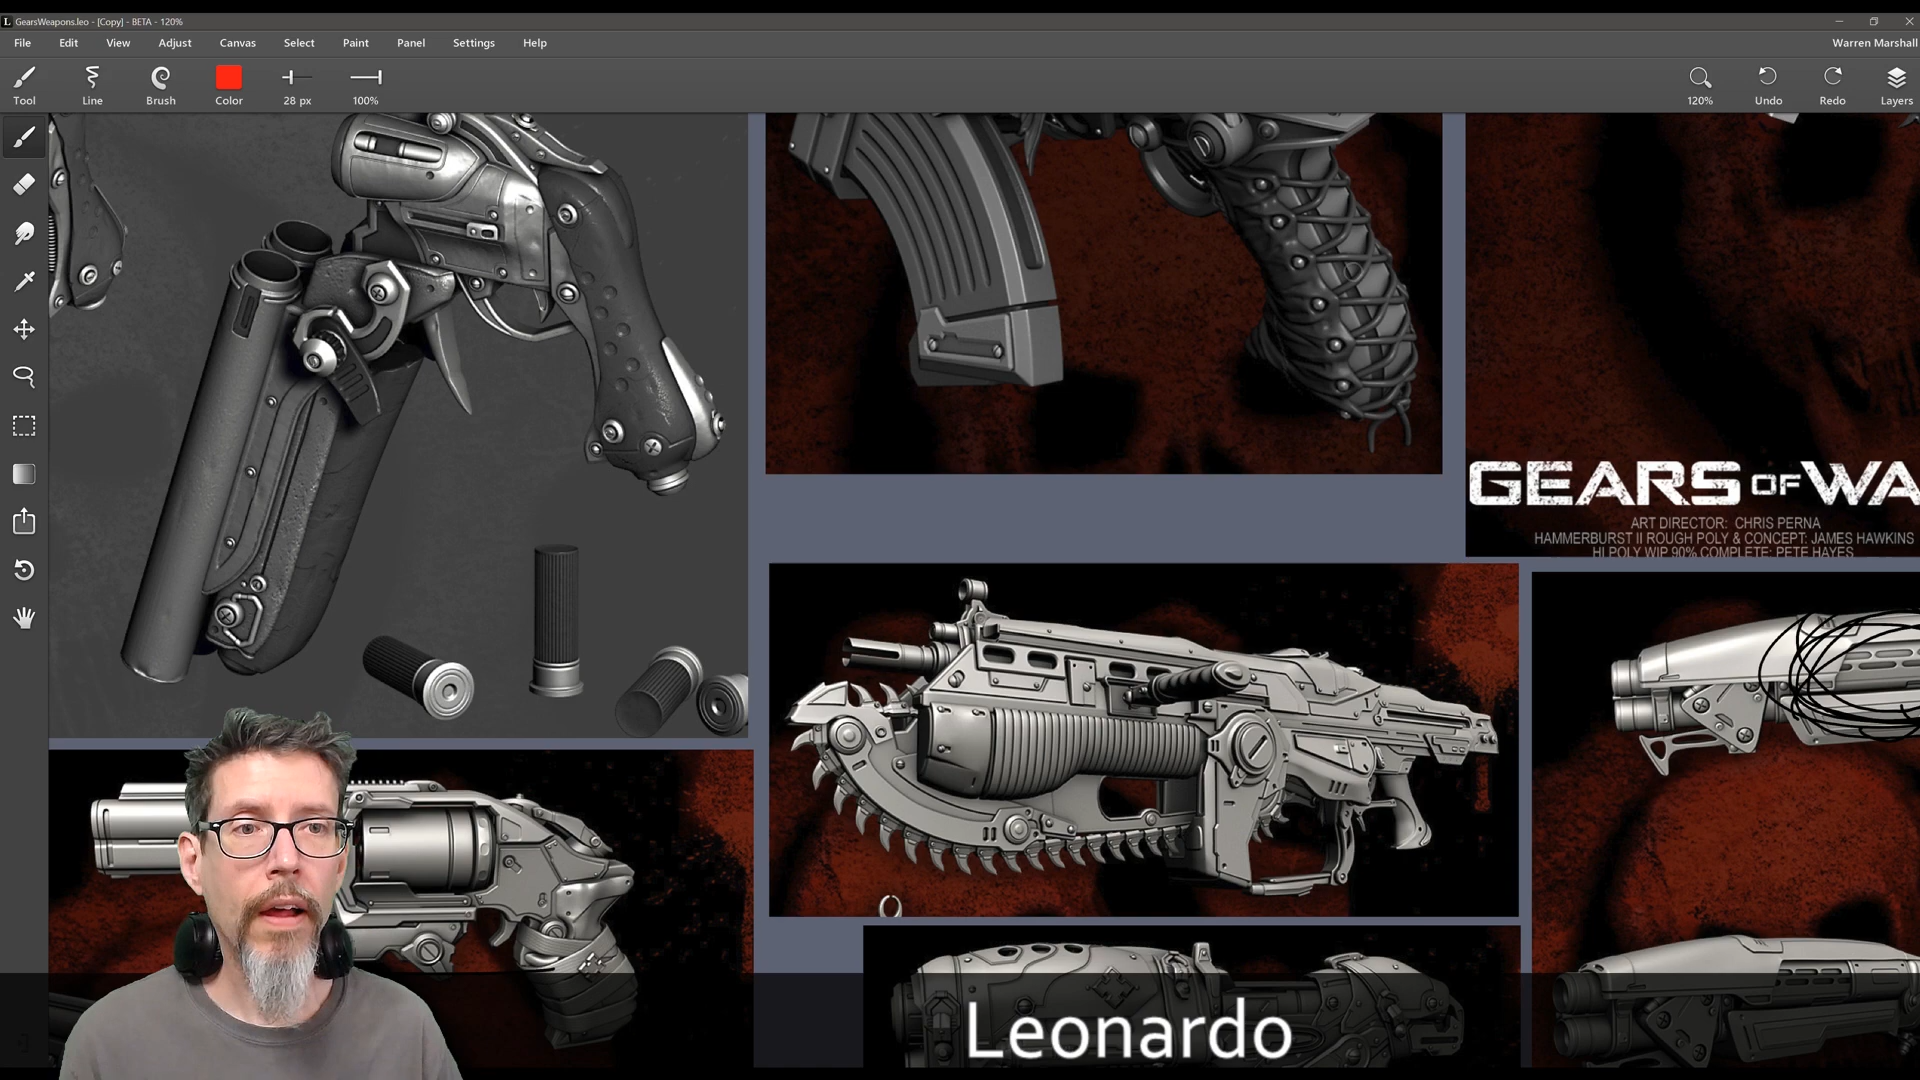 L GearsWeapons.leo - [Copy] - BETA - 120%
File Edit View Adjust Canvas Select Paint Panel Settings Help Warren Marshall
Tool Line Brush Color 28 px 100% 120% Undo Redo Layers
GEARS OF WA
ART DIRECTOR: CHRIS PERNA
HAMMERBURST II ROUGH POLY & CONCEPT: JAMES HAWKINS
HI POLY WIP 90% COMPLETE: PETE HAYES
Leonardo